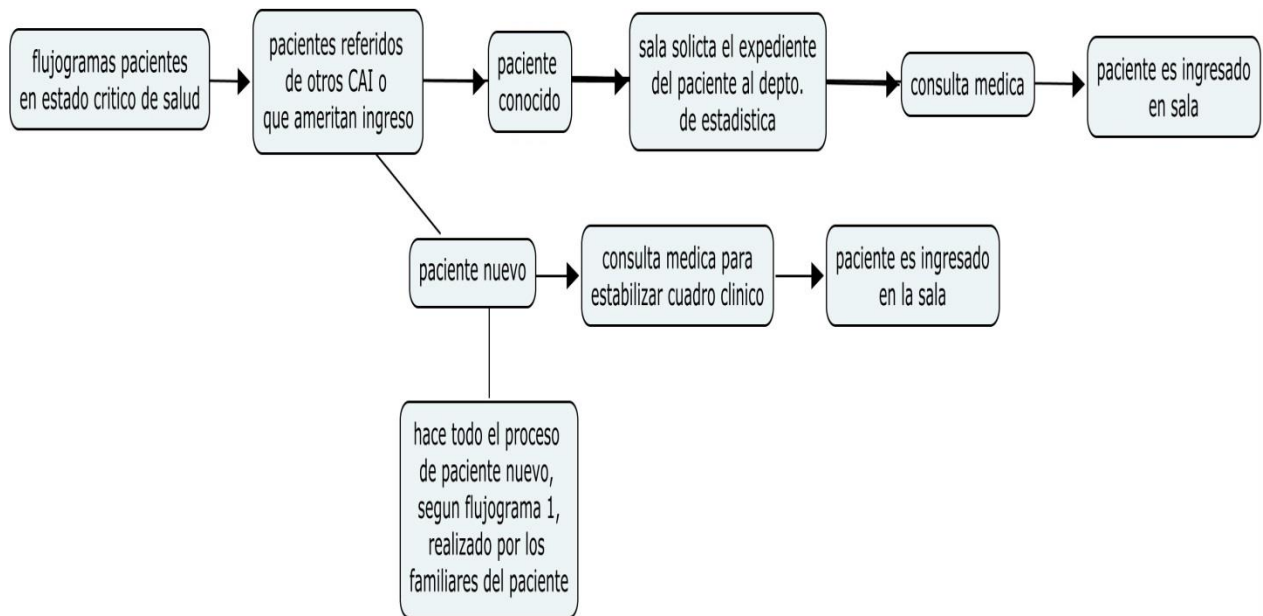 flujogramas pacientes
en estado critico de salud
pacientes referidos
de otros CAI o
que ameritan ingreso
paciente
conocido
sala solicta el expediente
del paciente al depto.
de estadistica
consulta medica
paciente es ingresado
en sala
paciente nuevo
consulta medica para
estabilizar cuadro clinico
paciente es ingresado
en la sala
hace todo el proceso
de paciente nuevo,
segun flujograma 1,
realizado por los
familiares del paciente